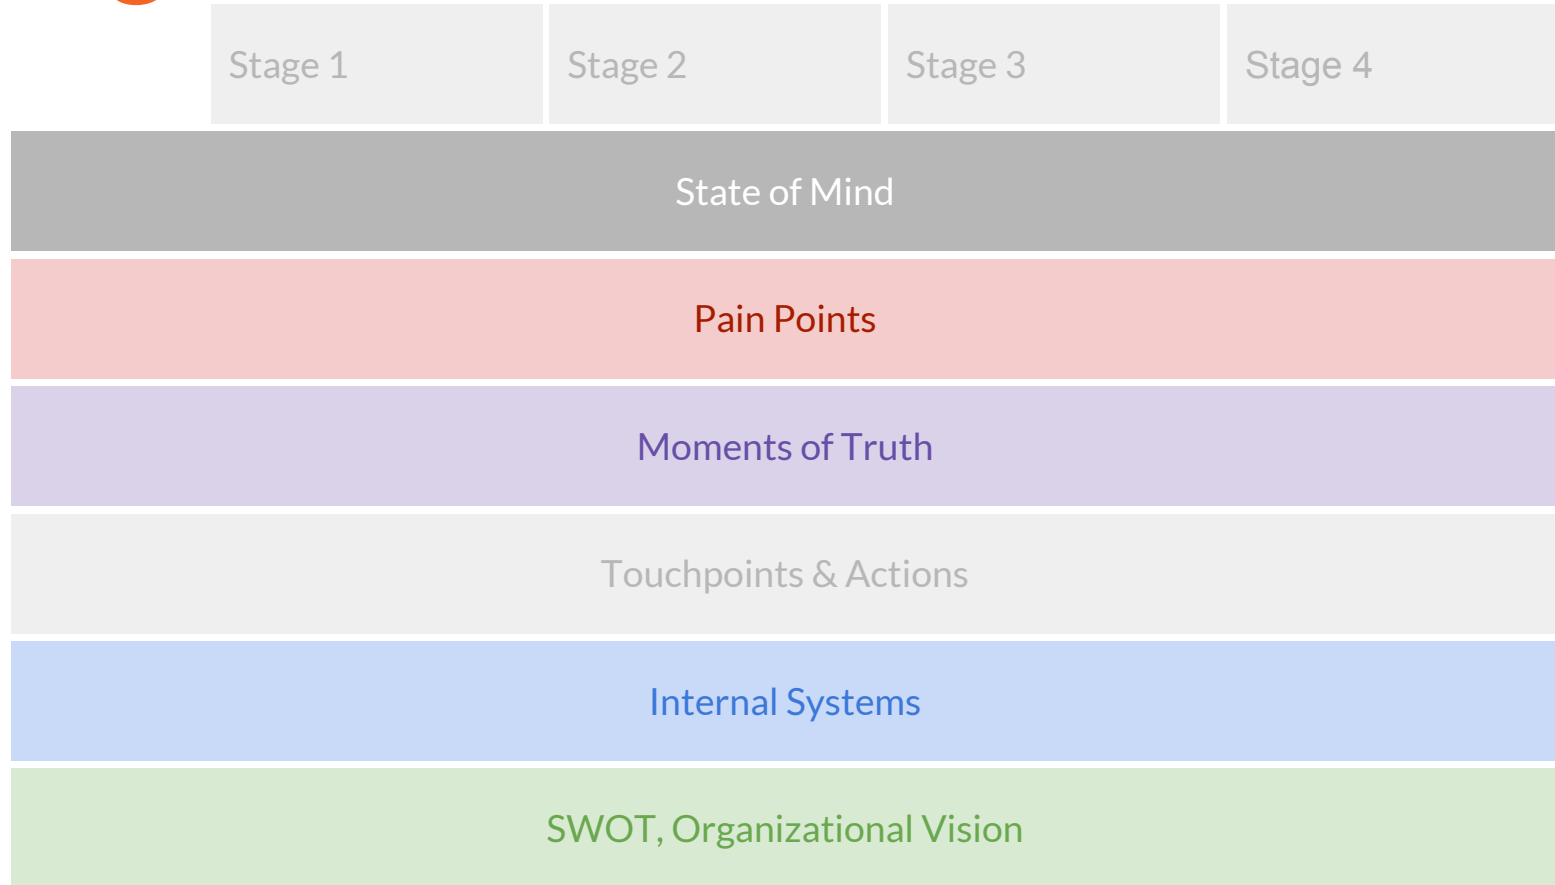 Stage 1
Stage 2
Stage 3
Stage 4
State of Mind
Pain Points
Moments of Truth
Touchpoints & Actions
Internal Systems
SWOT, Organizational Vision